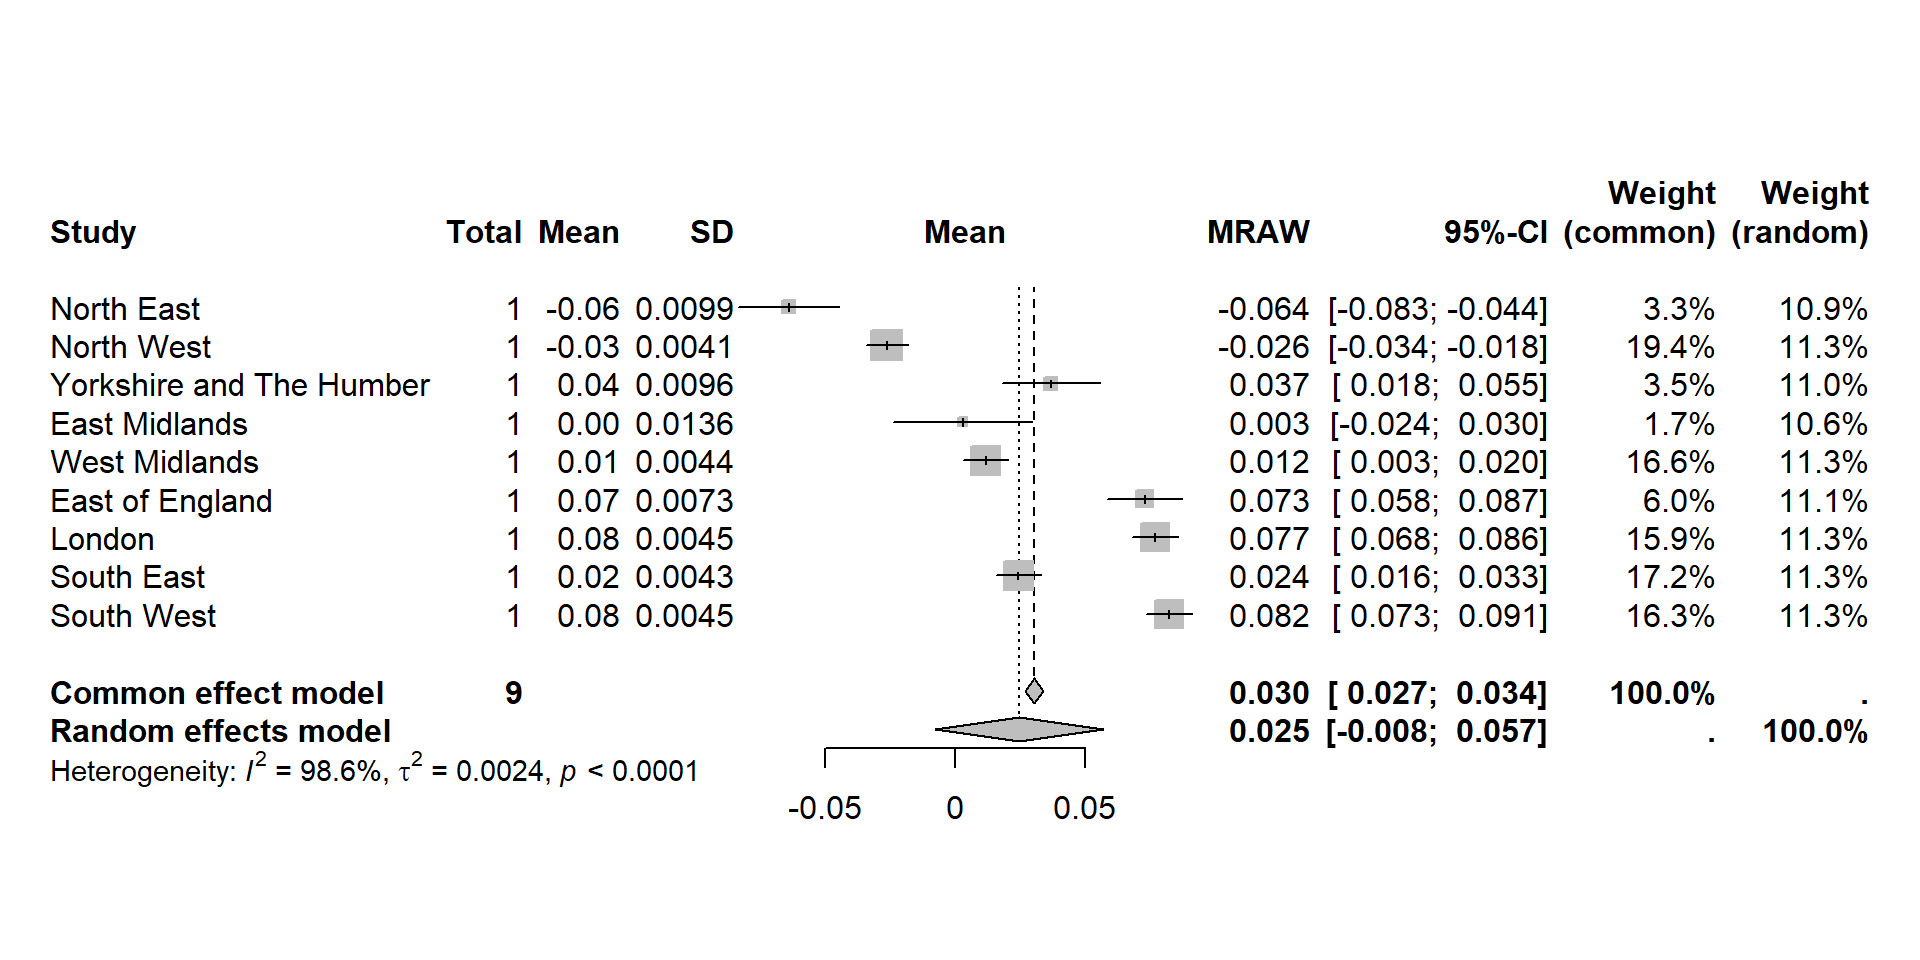 Weight Weight
Study Total Mean SD Mean MRAW 95%-CI (common) (random)
North East 1 -0.06 0.0099 -0.064 [-0.083; -0.044] 3.3% 10.9%
North West 1 -0.03 0.0041 -0.026 [-0.034; -0.018] 19.4% 11.3%
Yorkshire and The Humber 1 0.04 0.0096 0.037 [ 0.018; 0.055] 3.5% 11.0%
East Midlands 1 0.00 0.0136 0.003 [-0.024; 0.030] 1.7% 10.6%
West Midlands 1 0.01 0.0044 0.012 [ 0.003; 0.020] 16.6% 11.3%
East of England 1 0.07 0.0073 0.073 [ 0.058; 0.087] 6.0% 11.1%
London 1 0.08 0.0045 0.077 [ 0.068; 0.086] 15.9% 11.3%
South East 1 0.02 0.0043 0.024 [ 0.016; 0.033] 17.2% 11.3%
South West 1 0.08 0.0045 0.082 [ 0.073; 0.091] 16.3% 11.3%
Common effect model 9 0.030 [ 0.027; 0.034] 100.0% .
Random effects model 0.025 [-0.008; 0.057] . 100.0%
Heterogeneity: I² = 98.6%, τ² = 0.0024, p < 0.0001
-0.05 0 0.05